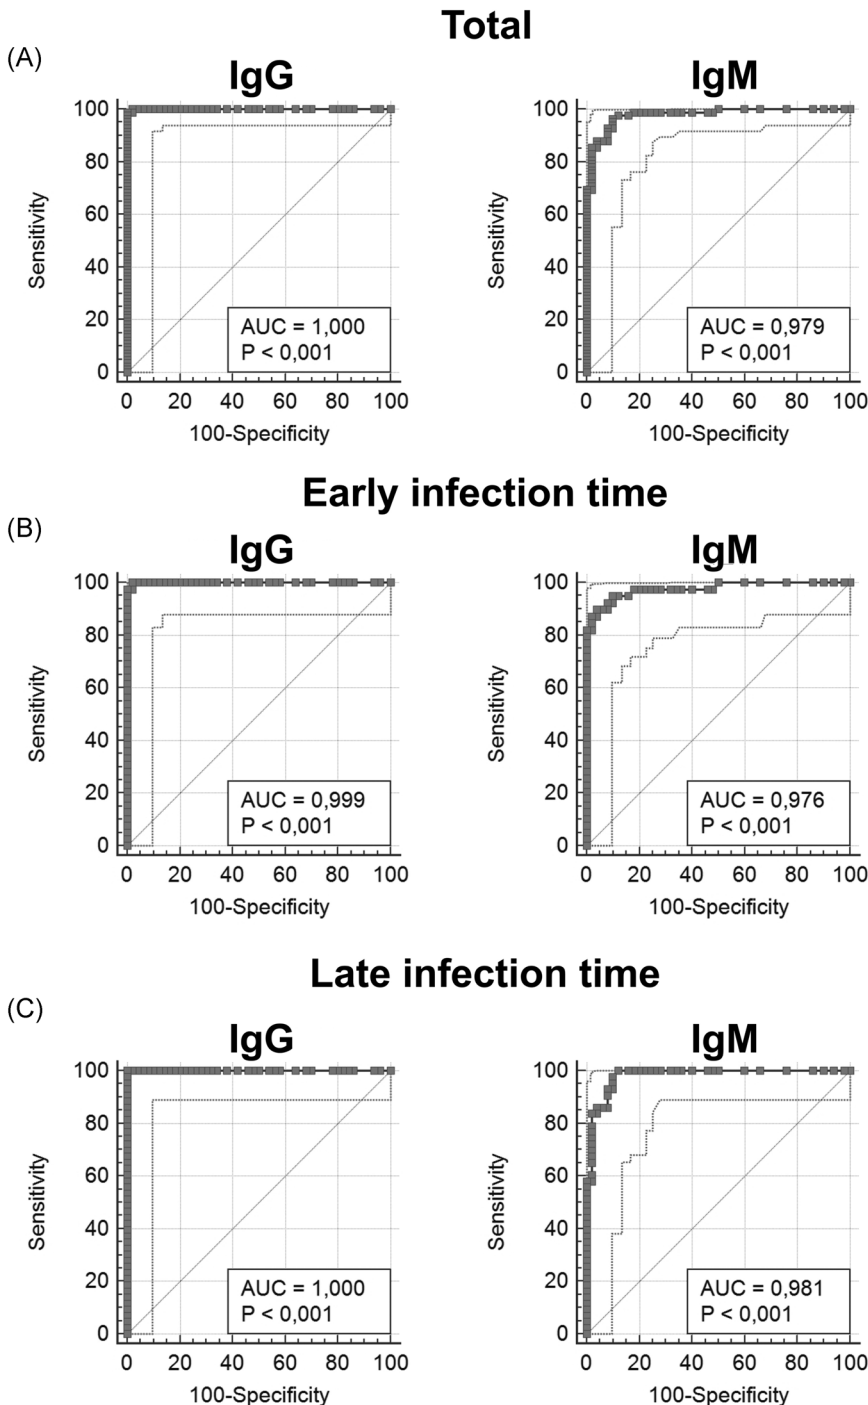 Total
(A)
IgG
IgM
100
80
60
40
20
0
Sensitivity
AUC = 1,000
P < 0,001
0 20 40 60 80 100
100-Specificity
100
80
60
40
20
0
Sensitivity
AUC = 0,979
P < 0,001
0 20 40 60 80 100
100-Specificity
Early infection time
(B)
IgG
IgM
100
80
60
40
20
0
Sensitivity
AUC = 0,999
P < 0,001
0 20 40 60 80 100
100-Specificity
100
80
60
40
20
0
Sensitivity
AUC = 0,976
P < 0,001
0 20 40 60 80 100
100-Specificity
Late infection time
(C)
IgG
IgM
100
80
60
40
20
0
Sensitivity
AUC = 1,000
P < 0,001
0 20 40 60 80 100
100-Specificity
100
80
60
40
20
0
Sensitivity
AUC = 0,981
P < 0,001
0 20 40 60 80 100
100-Specificity